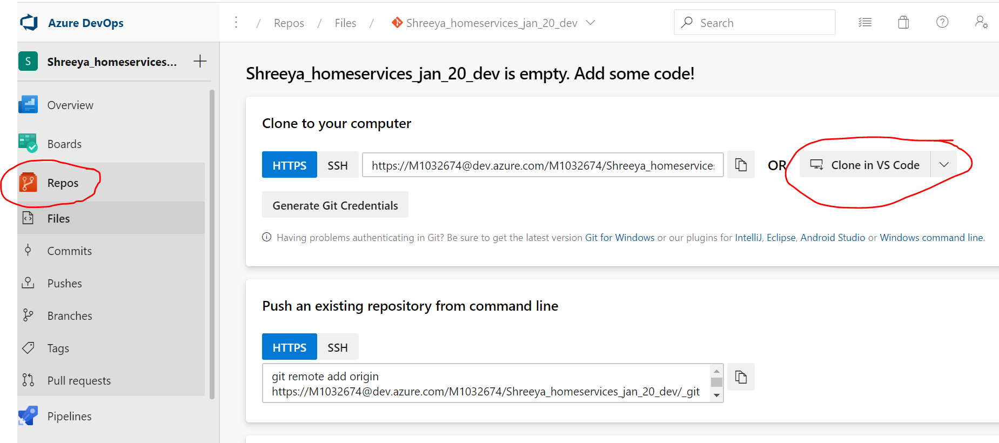 Azure DevOps
/ Repos / Files / Shreeya_homeservices_jan_20_dev
Search
S Shreeya_homeservices...
Shreeya_homeservices_jan_20_dev is empty. Add some code!
Overview
Boards
Repos
Files
Commits
Pushes
Branches
Tags
Pull requests
Pipelines
Clone to your computer
HTTPS SSH https://M1032674@dev.azure.com/M1032674/Shreeya_homeservices OR Clone in VS Code
Generate Git Credentials
Having problems authenticating in Git? Be sure to get the latest version Git for Windows or our plugins for IntelliJ, Eclipse, Android Studio or Windows command line.
Push an existing repository from command line
HTTPS SSH
git remote add origin
https://M1032674@dev.azure.com/M1032674/Shreeya_homeservices_jan_20_dev/_git